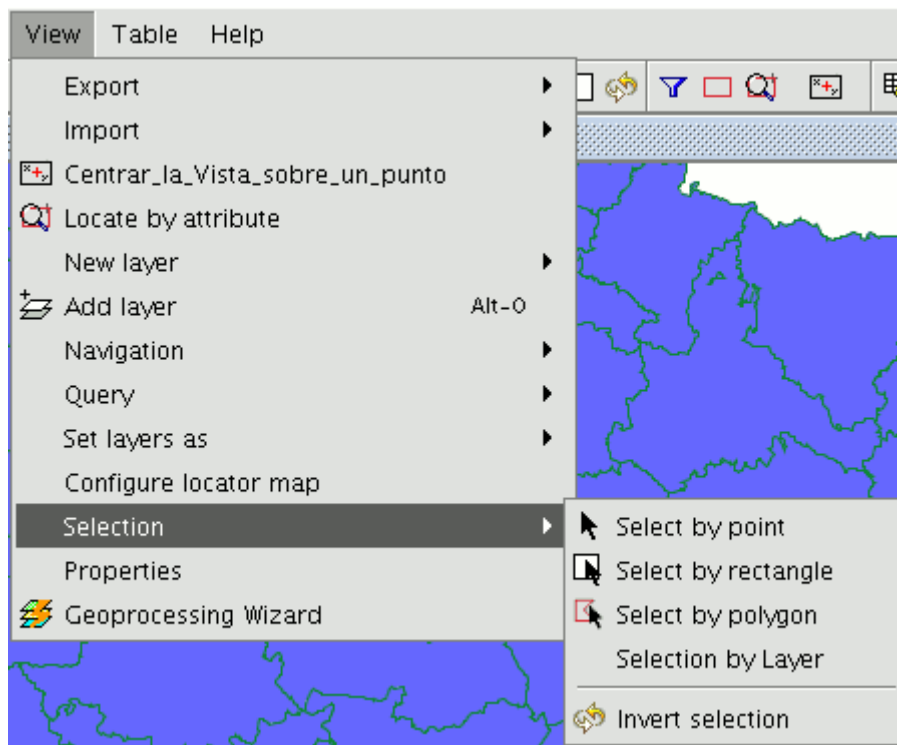 View Table Help
Export
Import
Centrar_la_Vista_sobre_un_punto
Locate by attribute
New layer
Add layer Alt-O
Navigation
Query
Set layers as
Configure locator map
Selection
Properties
Geoprocessing Wizard
Select by point
Select by rectangle
Select by polygon
Selection by Layer
Invert selection